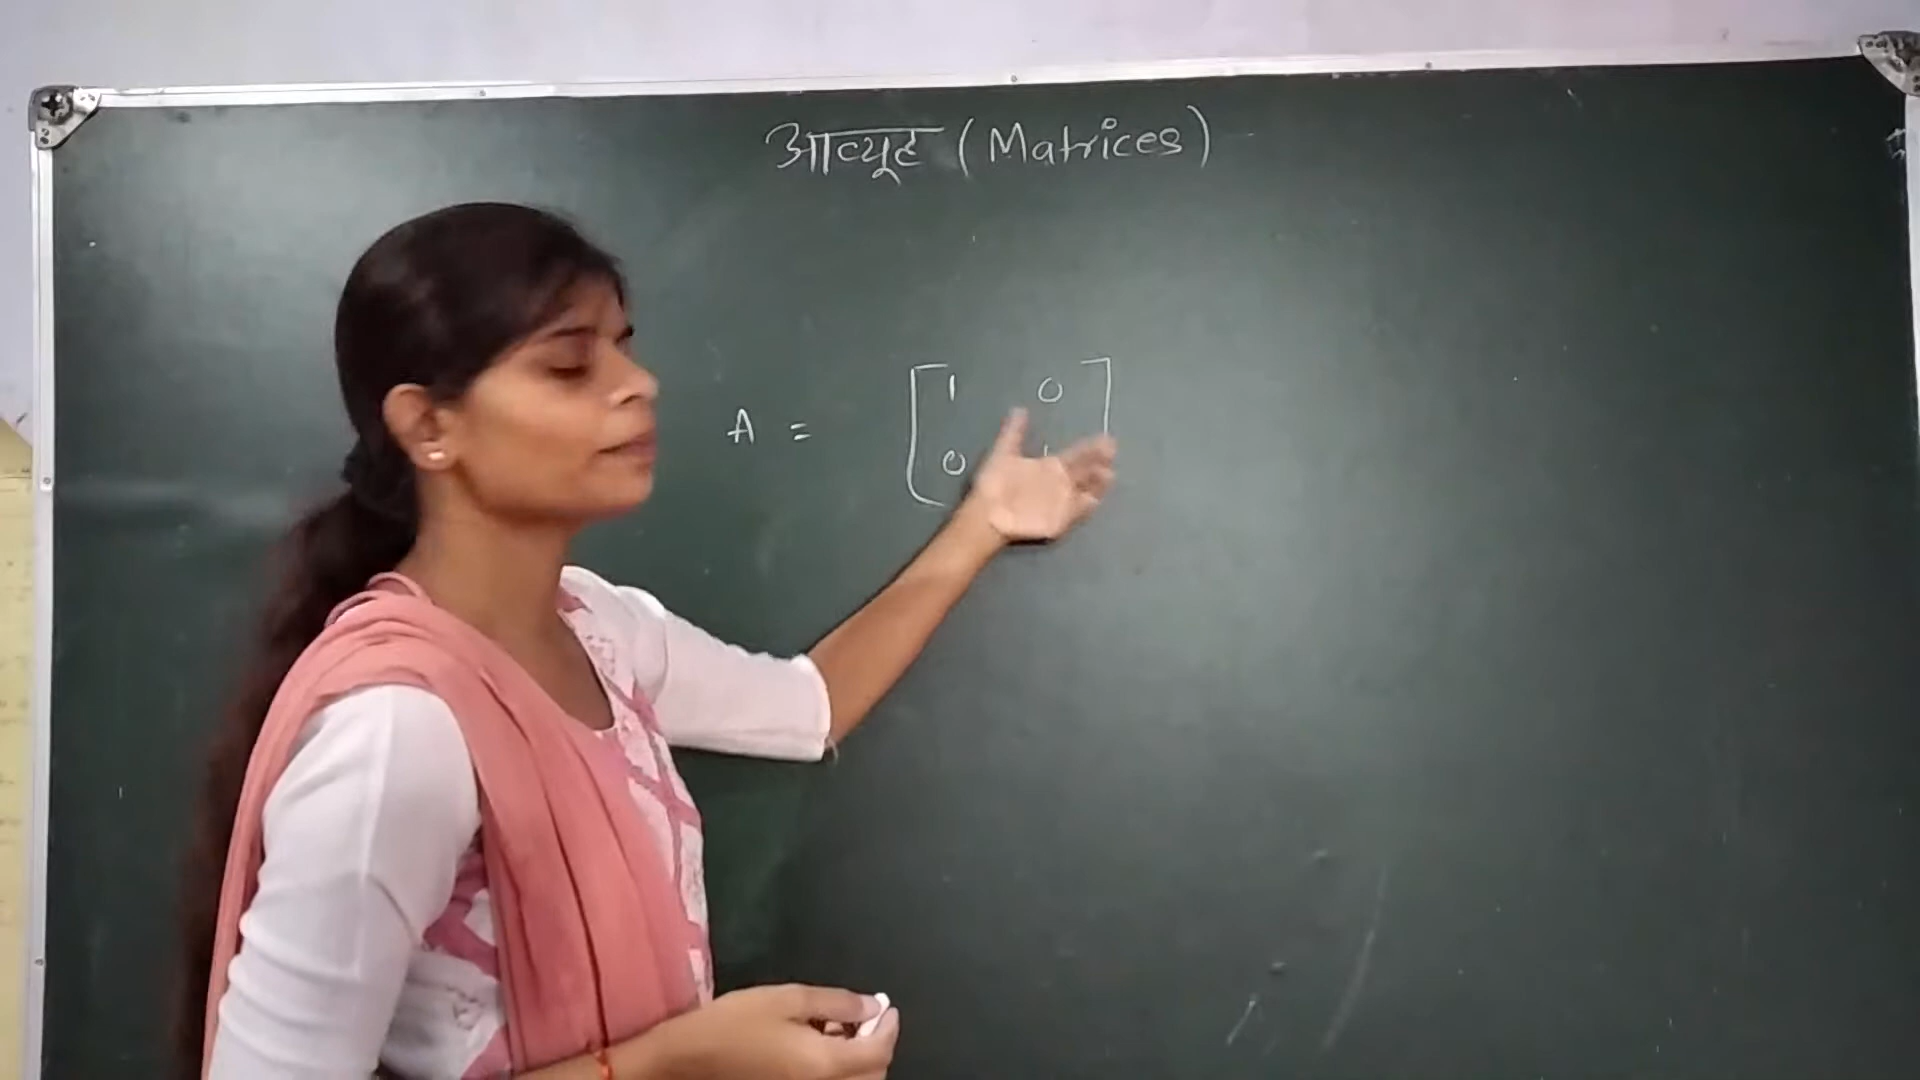 आव्यूह (Matrices)
A = [ 1 0
0 1 ]